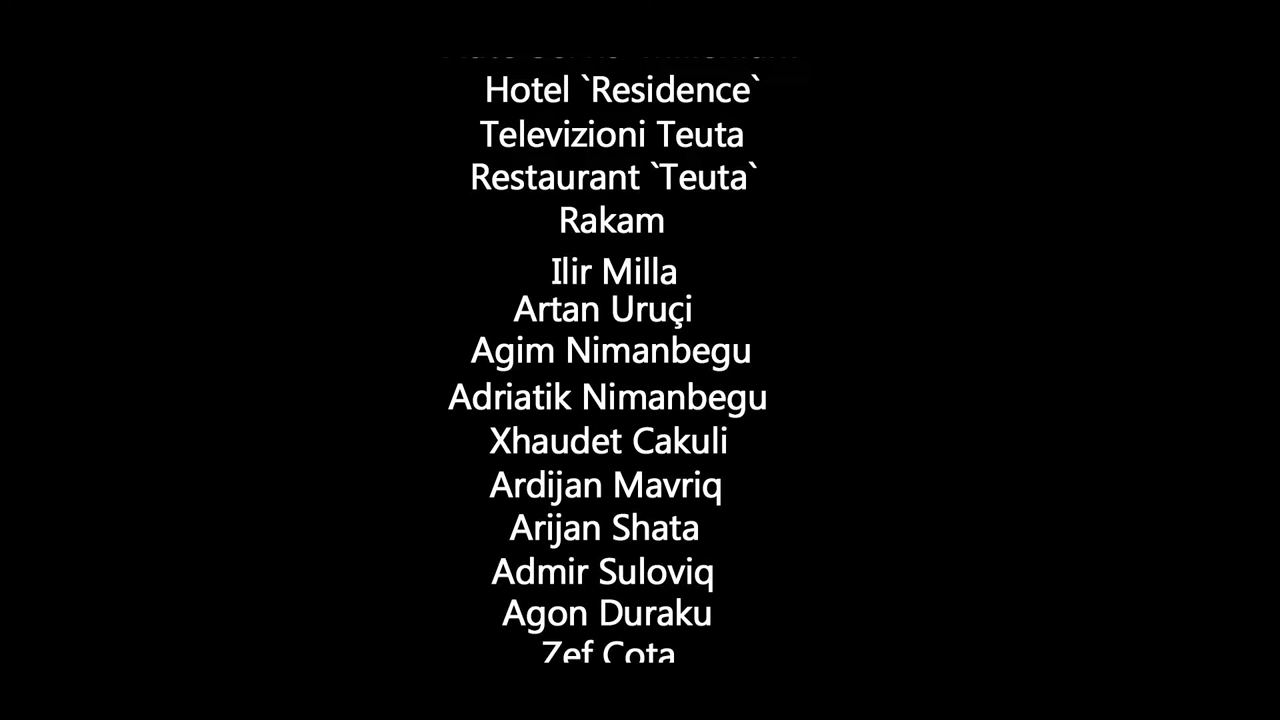 Hotel `Residence`
Televizioni Teuta
Restaurant `Teuta`
Rakam
Ilir Milla
Artan Uruçi
Agim Nimanbegu
Adriatik Nimanbegu
Xhaudet Cakuli
Ardijan Mavriq
Arijan Shata
Admir Suloviq
Agon Duraku
Zef Cota